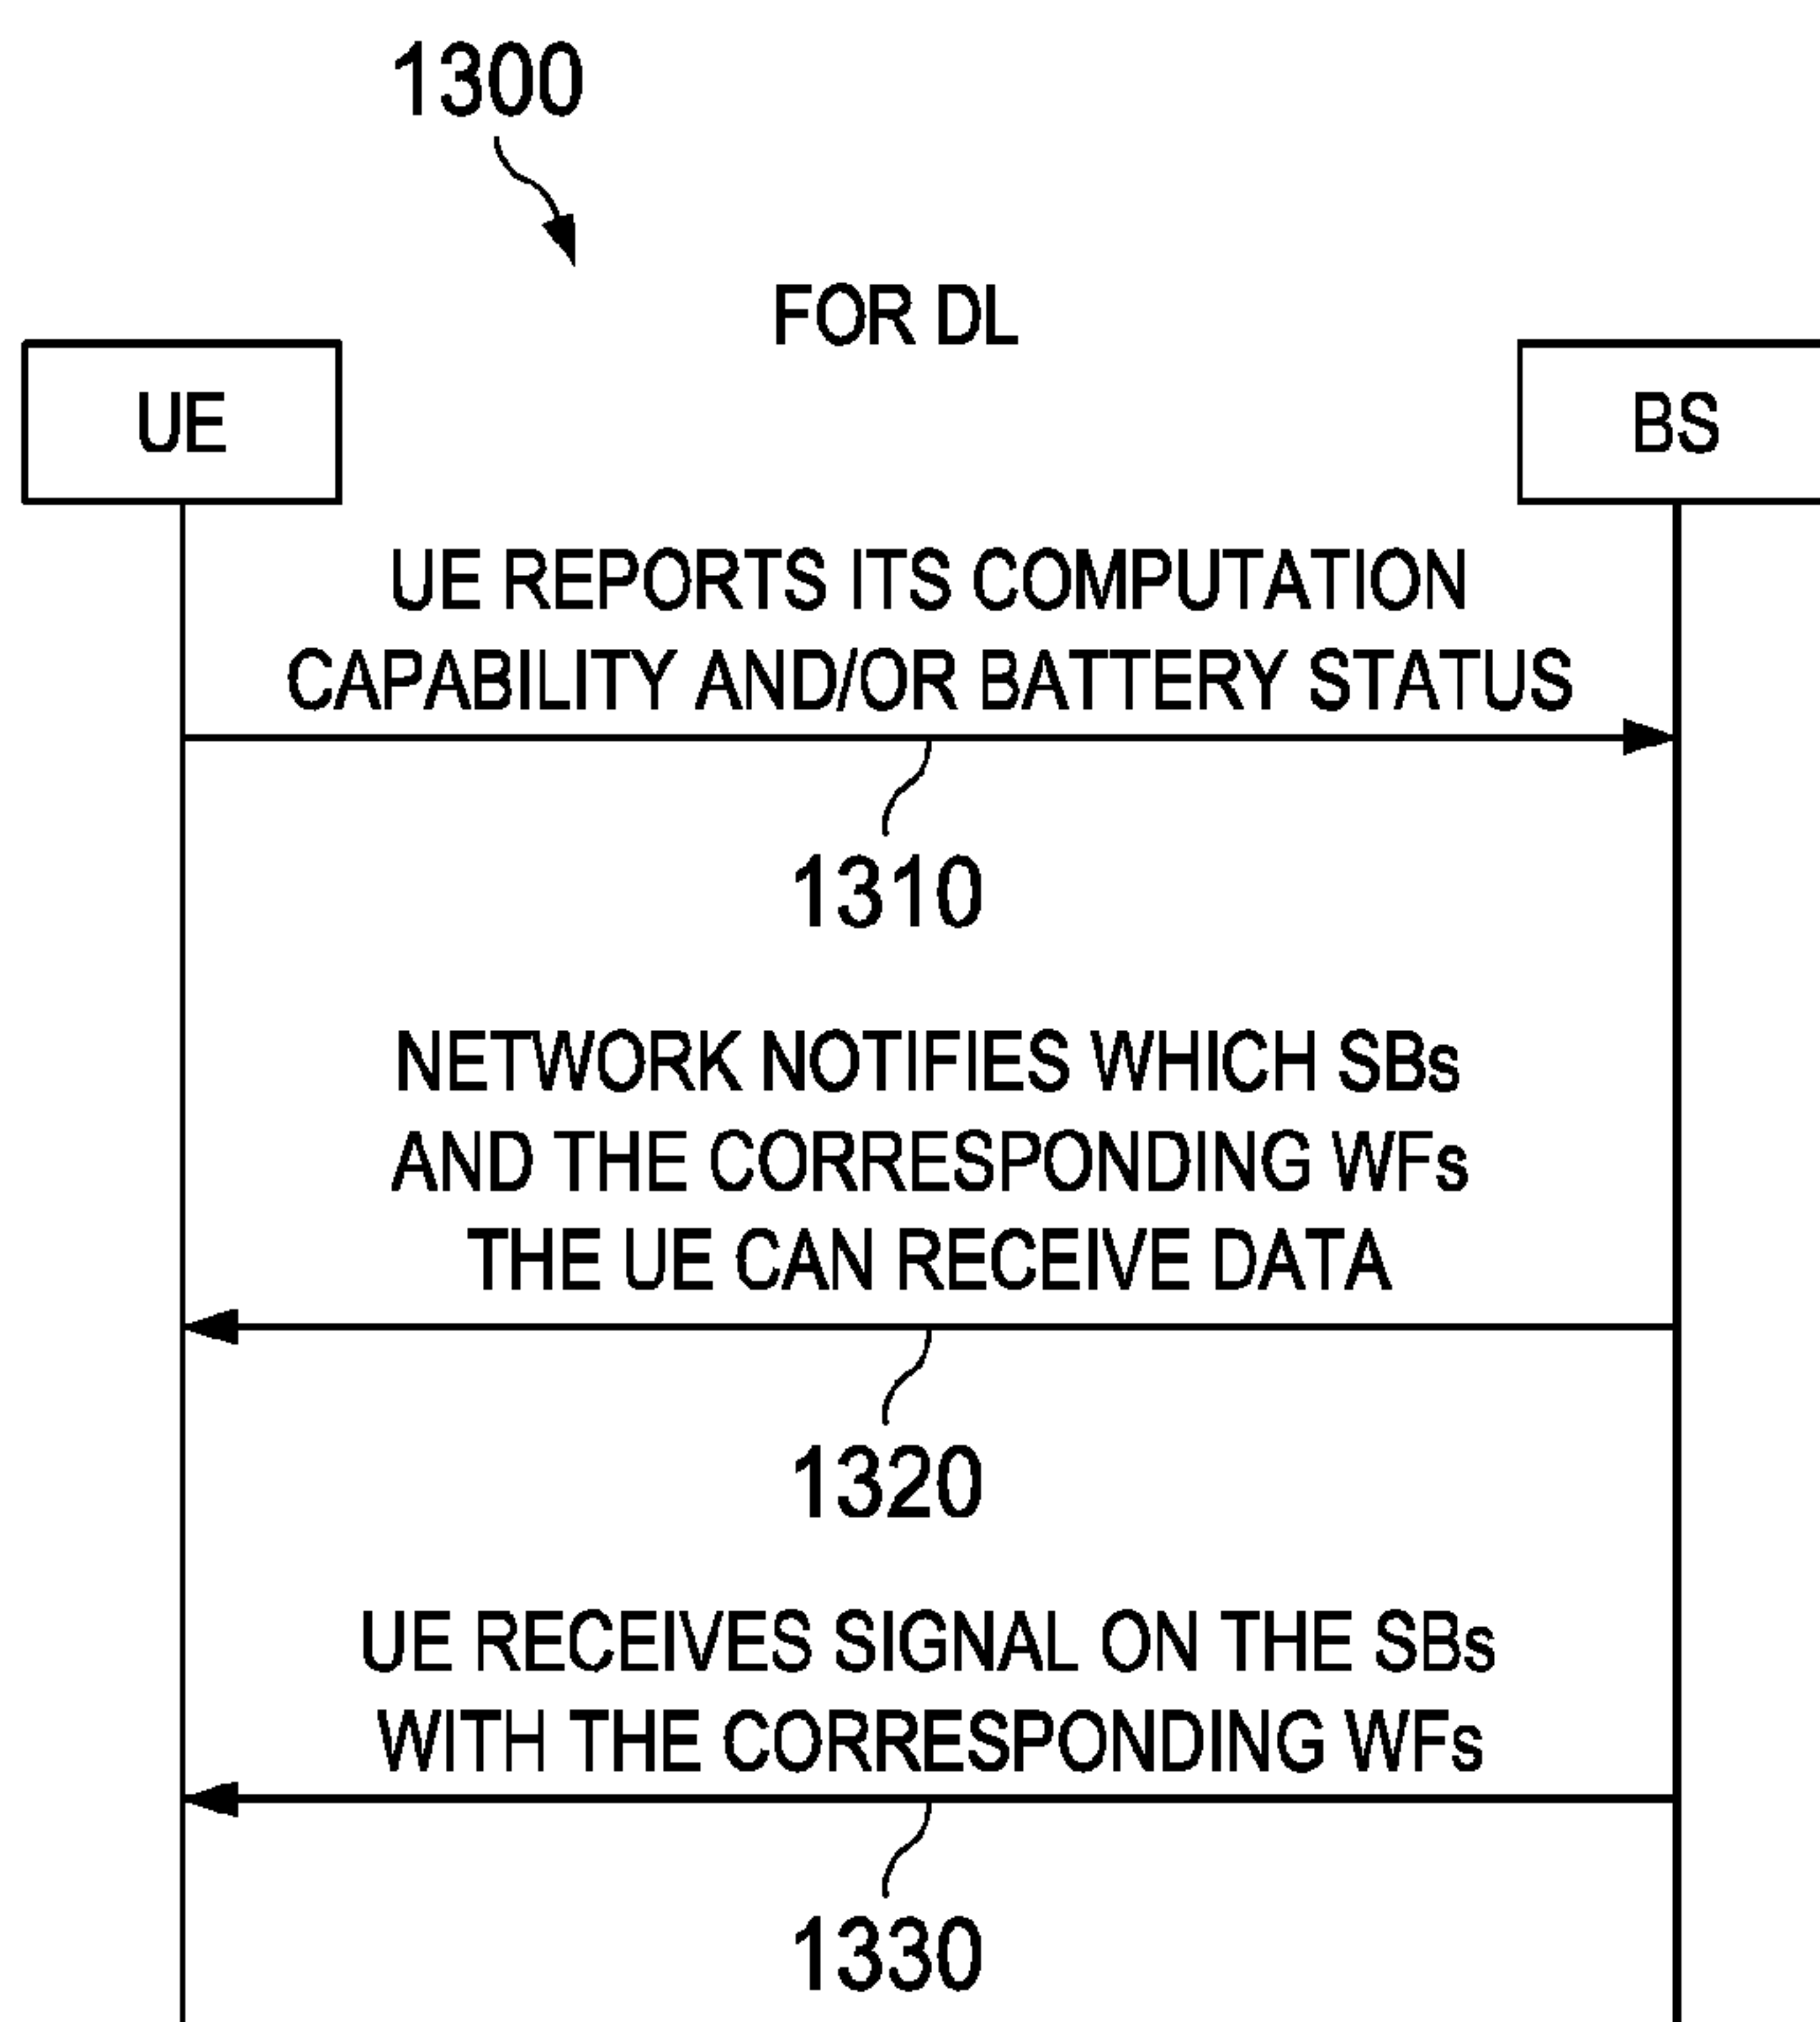 1300
FOR DL
UE
BS
UE REPORTS ITS COMPUTATION
CAPABILITY AND/OR BATTERY STATUS
1310
NETWORK NOTIFIES WHICH SBs
AND THE CORRESPONDING WFs
THE UE CAN RECEIVE DATA
1320
UE RECEIVES SIGNAL ON THE SBs
WITH THE CORRESPONDING WFs
1330